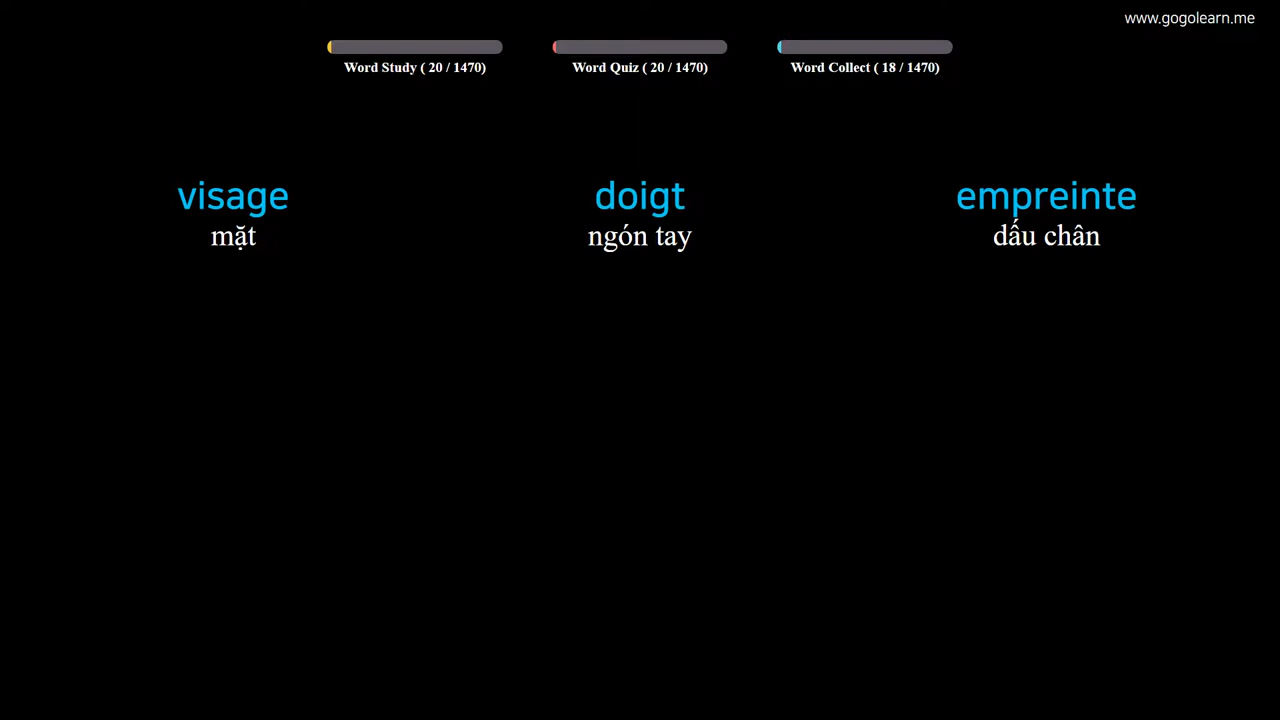 www.gogolearn.me
Word Study ( 20 / 1470)
Word Quiz ( 20 / 1470)
Word Collect ( 18 / 1470)
visage
mặt
doigt
ngón tay
empreinte
dấu chân